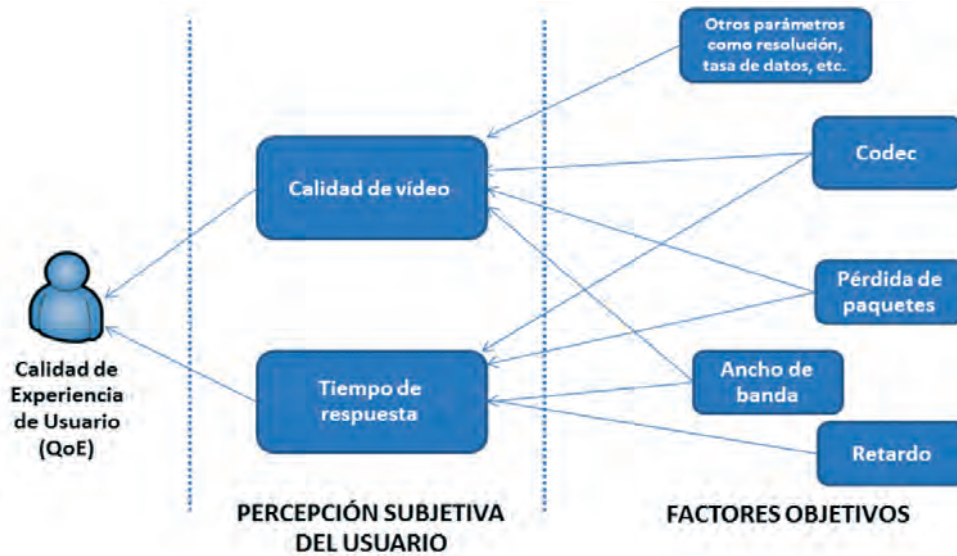 Otros parámetros
como resolución,
tasa de datos, etc.
Codec
Calidad de vídeo
Pérdida de
paquetes
Calidad de
Experiencia
de Usuario
(QoE)
Tiempo de
respuesta
Ancho de
banda
Retardo
PERCEPCIÓN SUBJETIVA
DEL USUARIO
FACTORES OBJETIVOS